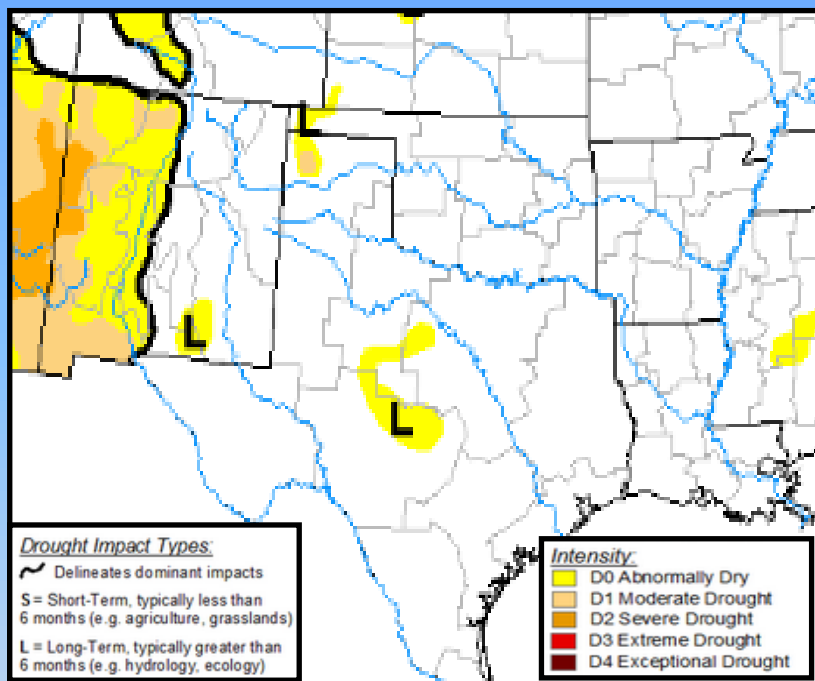 L
L
L
Drought Impact Types:
Delineates dominant impacts
S = Short-Term, typically less than
6 months (e.g. agriculture, grasslands)
L = Long-Term, typically greater than
6 months (e.g. hydrology, ecology)
Intensity:
D0 Abnormally Dry
D1 Moderate Drought
D2 Severe Drought
D3 Extreme Drought
D4 Exceptional Drought